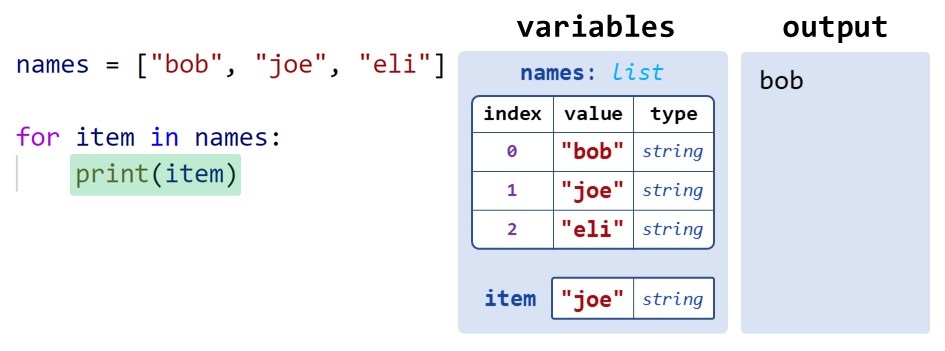 variables output
names = ["bob", "joe", "eli"]
for item in names:
print(item)
names: list
index value type
0 "bob" string
1 "joe" string
2 "eli" string
item "joe" string
bob